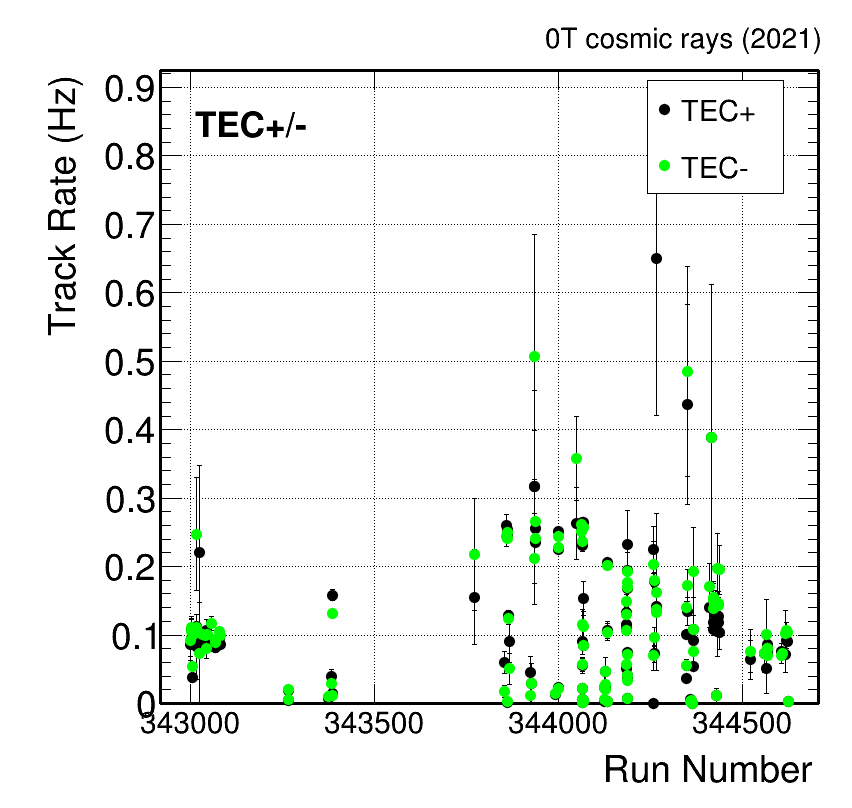 0T cosmic rays (2021)
Track Rate (Hz)
TEC+/-
TEC+
TEC-
0.9
0.8
0.7
0.6
0.5
0.4
0.3
0.2
0.1
0
343000 343500 344000 344500
Run Number